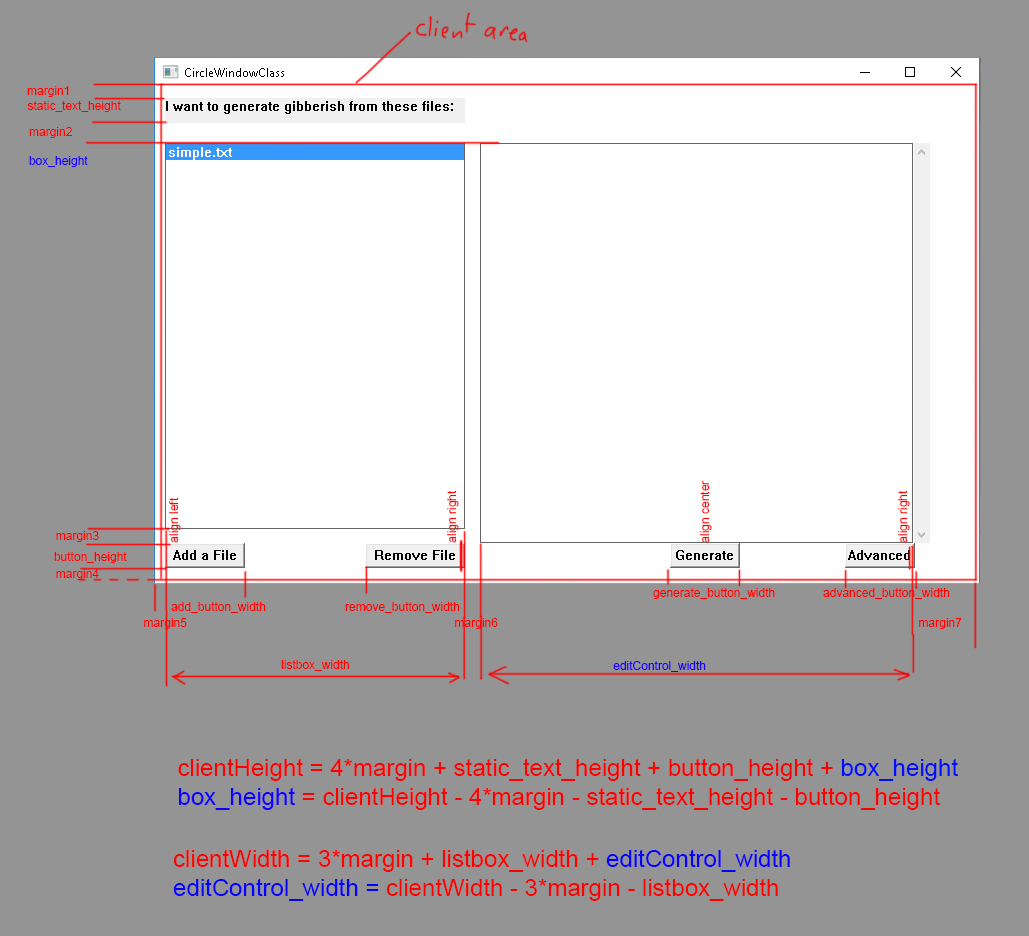 client area
CircleWindowClass
margin1
static_text_height
I want to generate gibberish from these files:
margin2
box_height
simple.txt
align left
align right
align center
align right
margin3
button_height
margin4
Add a File
Remove File
Generate
Advanced
add_button_width
remove_button_width
generate_button_width
advanced_button_width
margin5
margin6
margin7
listbox_width
editControl_width
clientHeight = 4*margin + static_text_height + button_height + box_height
box_height = clientHeight - 4*margin - static_text_height - button_height
clientWidth = 3*margin + listbox_width + editControl_width
editControl_width = clientWidth - 3*margin - listbox_width